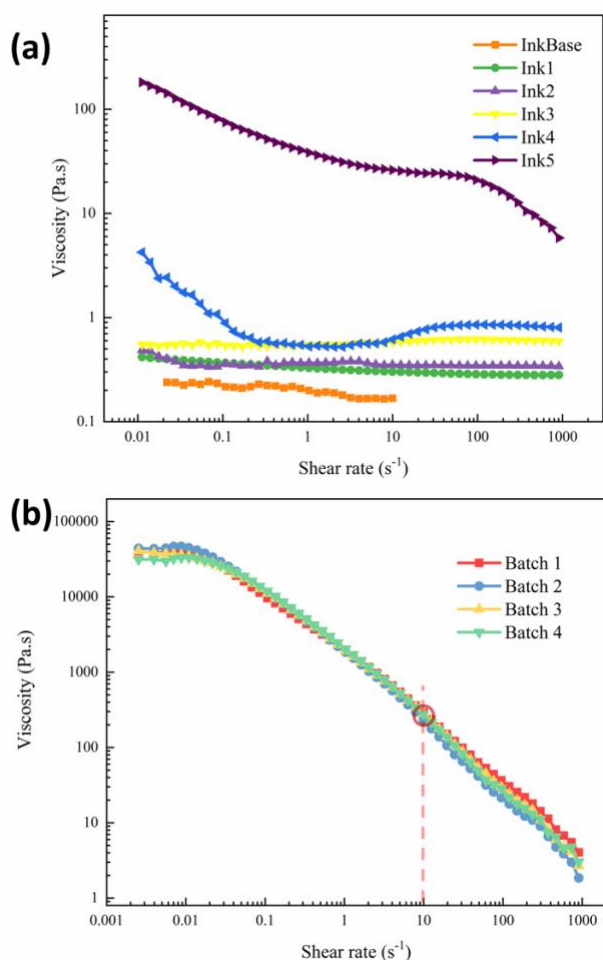 (a)
InkBase
Ink1
Ink2
Ink3
Ink4
Ink5
Viscosity (Pa.s)
100
10
1
0.1
0.01 0.1 1 10 100 1000
Shear rate (s⁻¹)
(b)
Batch 1
Batch 2
Batch 3
Batch 4
Viscosity (Pa.s)
100000
10000
1000
100
10
1
0.001 0.01 0.1 1 10 100 1000
Shear rate (s⁻¹)